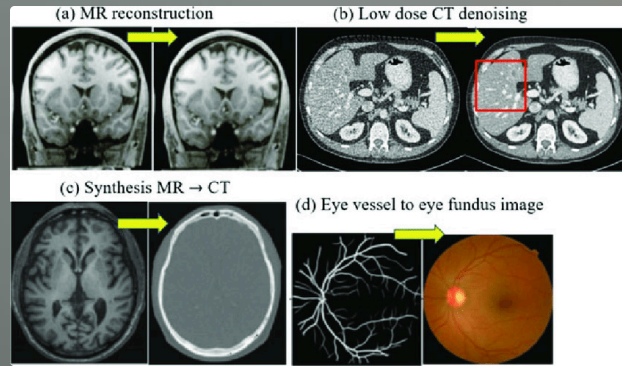 (a) MR reconstruction
(b) Low dose CT denoising
(c) Synthesis MR → CT
(d) Eye vessel to eye fundus image